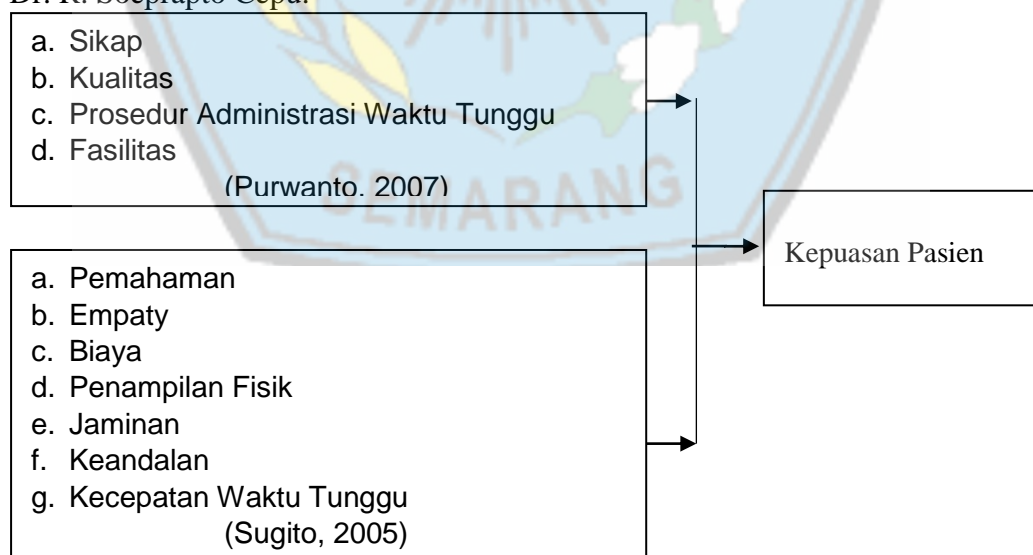 Dr. R. Soeprapto Cepu.
a. Sikap
b. Kualitas
c. Prosedur Administrasi Waktu Tunggu
d. Fasilitas
(Purwanto. 2007)
SEMARANG
Kepuasan Pasien
a. Pemahaman
b. Empaty
c. Biaya
d. Penampilan Fisik
e. Jaminan
f. Keandalan
g. Kecepatan Waktu Tunggu
(Sugito, 2005)